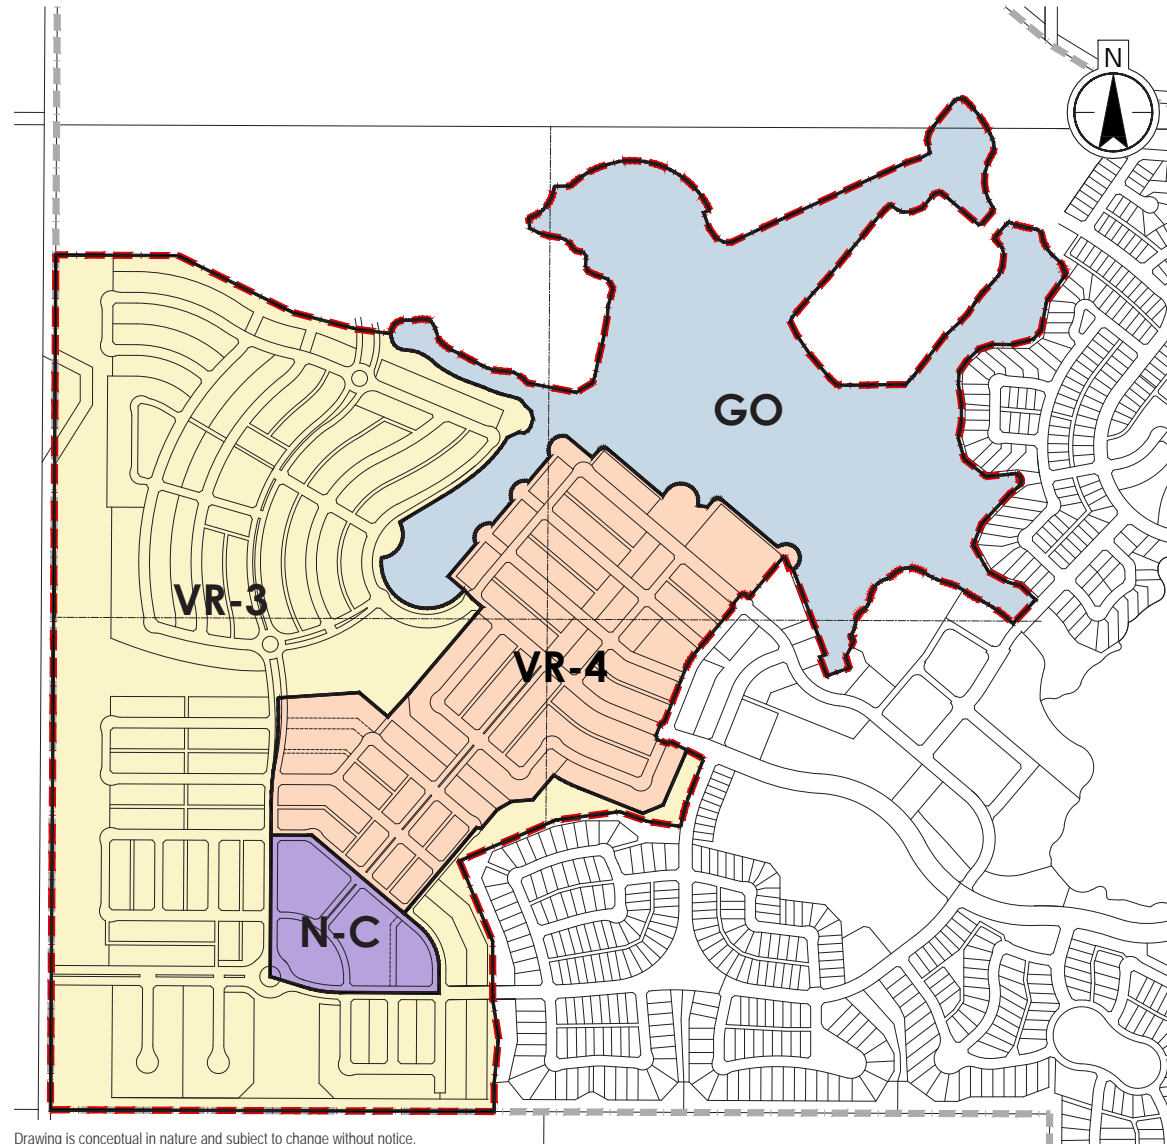 N
GO
VR-3
VR-4
N-C
Drawing is conceptual in nature and subject to change without notice.